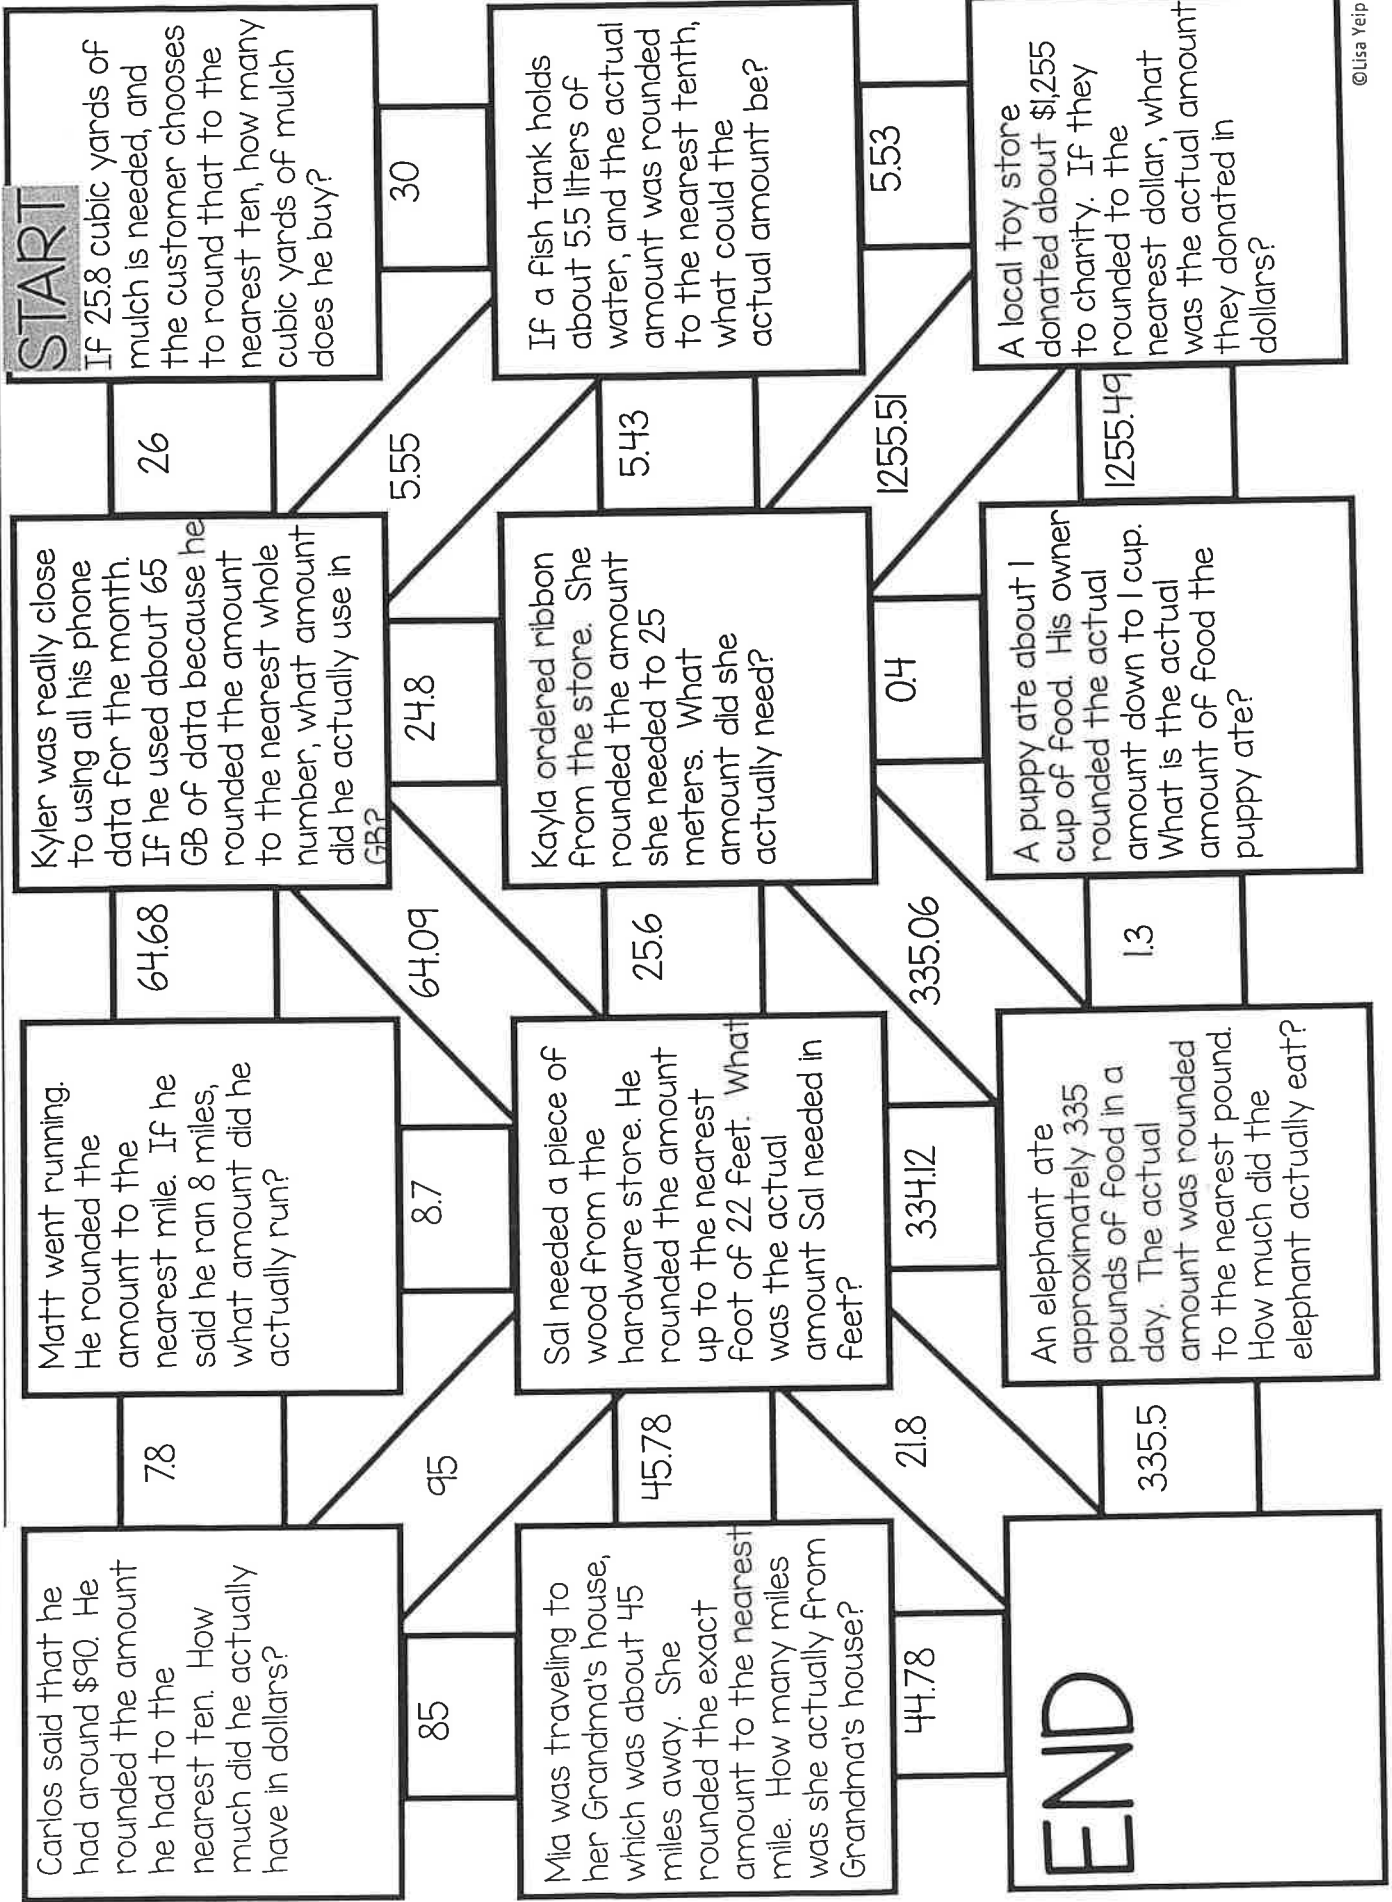 Carlos said that he
had around $90. He
rounded the amount
he had to the
nearest ten. How
much did he actually
have in dollars?
7.8
Matt went running.
He rounded the
amount to the
nearest mile. If he
said he ran 8 miles,
what amount did he
actually run?
64.68
Kyler was really close
to using all his phone
data for the month.
If he used about 65
GB of data because he
rounded the amount
to the nearest whole
number, what amount
did he actually use in
GB?
26
START
If 25.8 cubic yards of
mulch is needed, and
the customer chooses
to round that to the
nearest ten, how many
cubic yards of mulch
does he buy?
85
95
8.7
64.09
24.8
5.55
30
Mia was traveling to
her Grandma's house,
which was about 45
miles away. She
rounded the exact
amount to the nearest
mile. How many miles
was she actually from
Grandma's house?
45.78
Sal needed a piece of
wood from the
hardware store. He
rounded the amount
up to the nearest
foot of 22 feet. What
was the actual
amount Sal needed in
feet?
25.6
Kayla ordered ribbon
from the store. She
rounded the amount
she needed to 25
meters. What
amount did she
actually need?
5.43
If a fish tank holds
about 5.5 liters of
water, and the actual
amount was rounded
to the nearest tenth,
what could the
actual amount be?
44.78
21.8
334.12
335.06
0.4
1255.51
5.53
END
335.5
An elephant ate
approximately 335
pounds of food in a
day. The actual
amount was rounded
to the nearest pound.
How much did the
elephant actually eat?
1.3
A puppy ate about 1
cup of food. His owner
rounded the actual
amount down to 1 cup.
What is the actual
amount of food the
puppy ate?
1255.49
A local toy store
donated about $1,255
to charity. If they
rounded to the
nearest dollar, what
was the actual amount
they donated in
dollars?
©Lisa Yeip